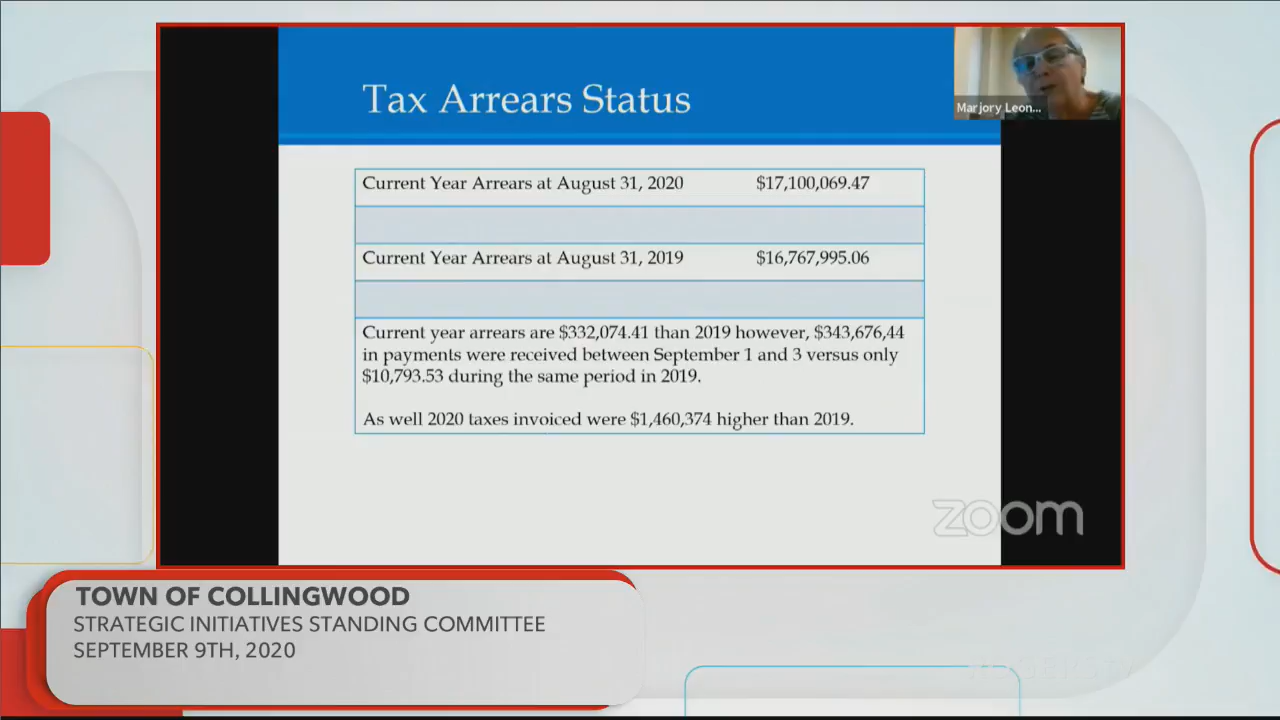 Tax Arrears Status
Marjory Leon...
Current Year Arrears at August 31, 2020 $17,100,069.47
Current Year Arrears at August 31, 2019 $16,767,995.06
Current year arrears are $332,074.41 than 2019 however, $343,676,44
in payments were received between September 1 and 3 versus only
$10,793.53 during the same period in 2019.
As well 2020 taxes invoiced were $1,460,374 higher than 2019.
zoom
TOWN OF COLLINGWOOD
STRATEGIC INITIATIVES STANDING COMMITTEE
SEPTEMBER 9TH, 2020